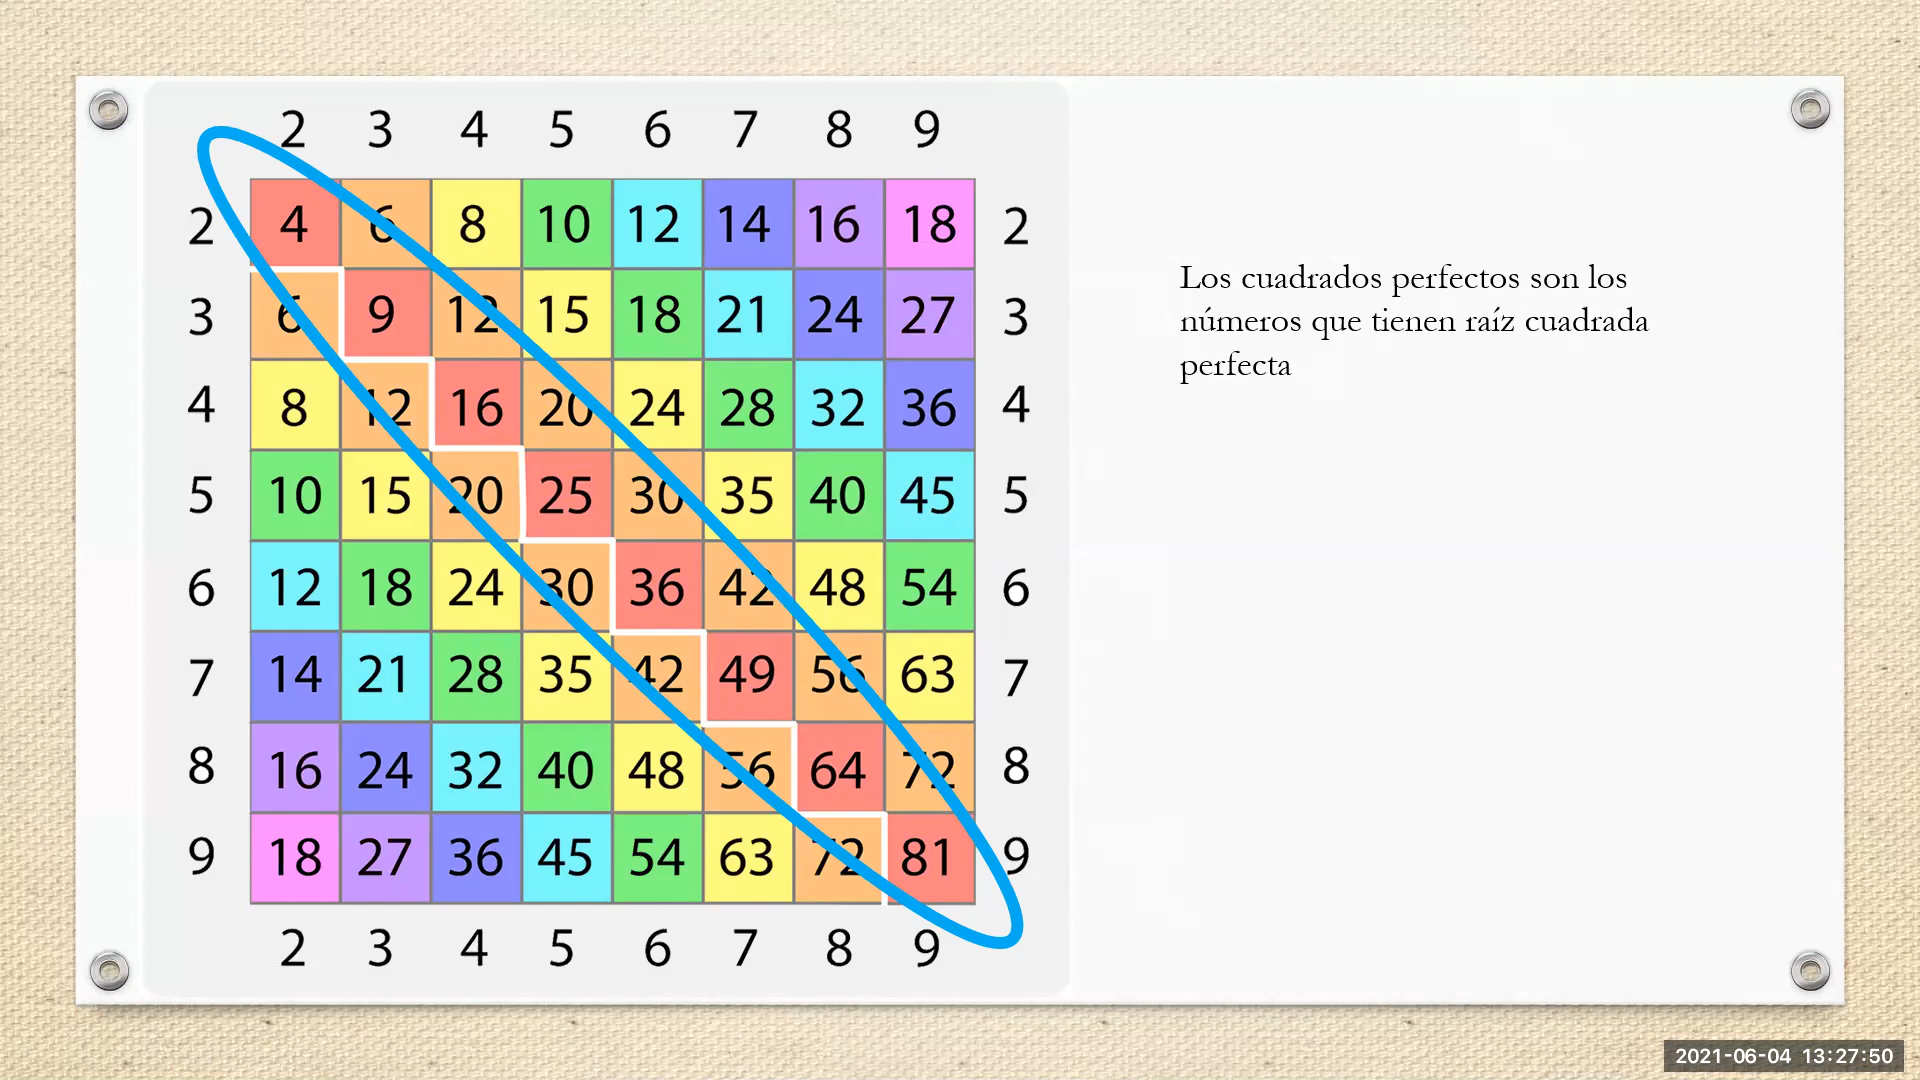 2 3 4 5 6 7 8 9
2 4 6 8 10 12 14 16 18 2
3 6 9 12 15 18 21 24 27 3
4 8 12 16 20 24 28 32 36 4
5 10 15 20 25 30 35 40 45 5
6 12 18 24 30 36 42 48 54 6
7 14 21 28 35 42 49 56 63 7
8 16 24 32 40 48 56 64 72 8
9 18 27 36 45 54 63 72 81 9
2 3 4 5 6 7 8 9
Los cuadrados perfectos son los
números que tienen raíz cuadrada
perfecta
2021-06-04 13:27:50